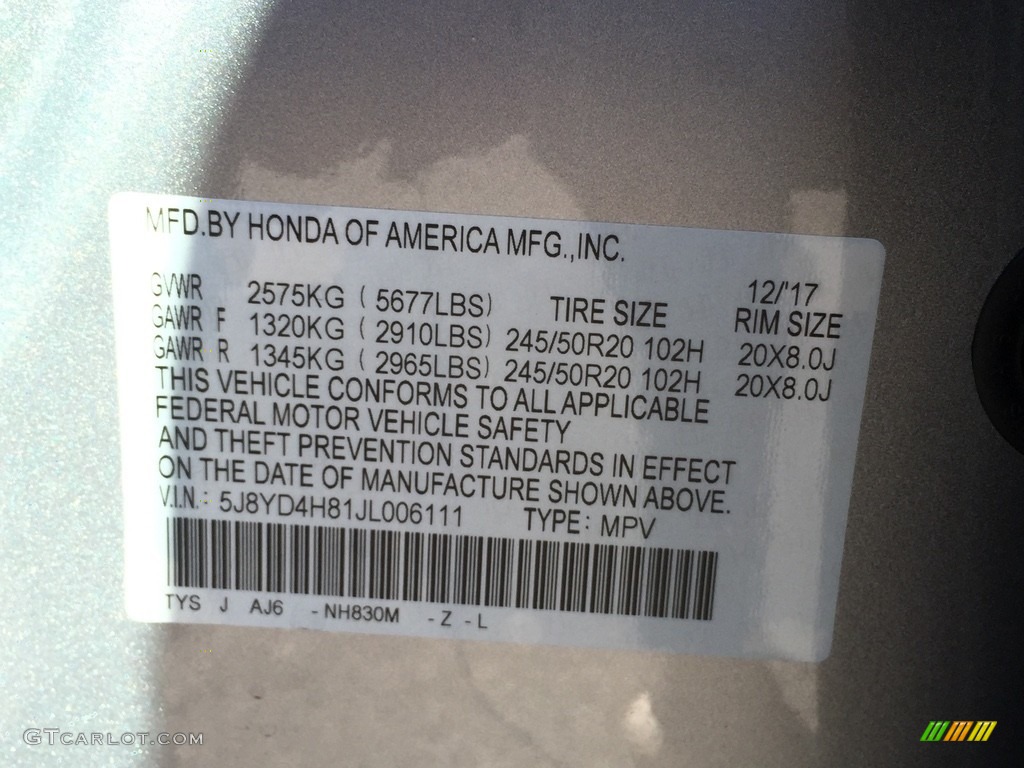 MFD.BY HONDA OF AMERICA MFG.,INC.
12/'17
GVWR 2575KG ( 5677LBS) TIRE SIZE RIM SIZE
GAWR F 1320KG ( 2910LBS) 245/50R20 102H 20X8.0J
GAWR R 1345KG ( 2965LBS) 245/50R20 102H 20X8.0J
THIS VEHICLE CONFORMS TO ALL APPLICABLE
FEDERAL MOTOR VEHICLE SAFETY
AND THEFT PREVENTION STANDARDS IN EFFECT
ON THE DATE OF MANUFACTURE SHOWN ABOVE.
V.I.N.: 5J8YD4H81JL006111 TYPE: MPV
TYS J AJ6 - NH830M - Z - L
GTCARLOT.COM